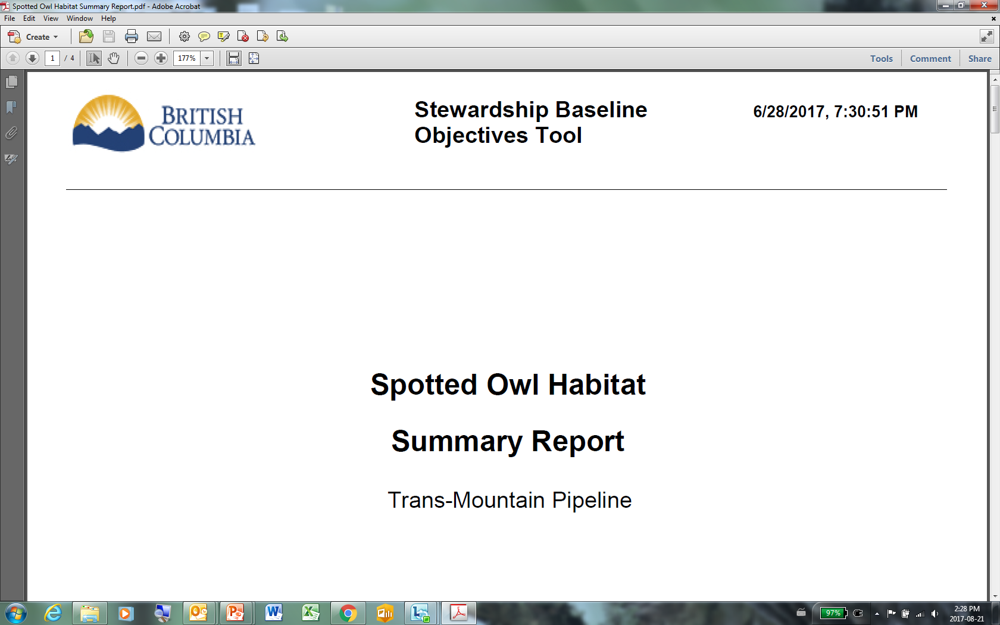 Spotted Owl Habitat Summary Report.pdf - Adobe Acrobat
File Edit View Window Help
Create
1 / 4 177% Tools Comment Share
BRITISH
COLUMBIA
Stewardship Baseline
Objectives Tool
6/28/2017, 7:30:51 PM
Spotted Owl Habitat
Summary Report
Trans-Mountain Pipeline
97%
2:28 PM
2017-08-21